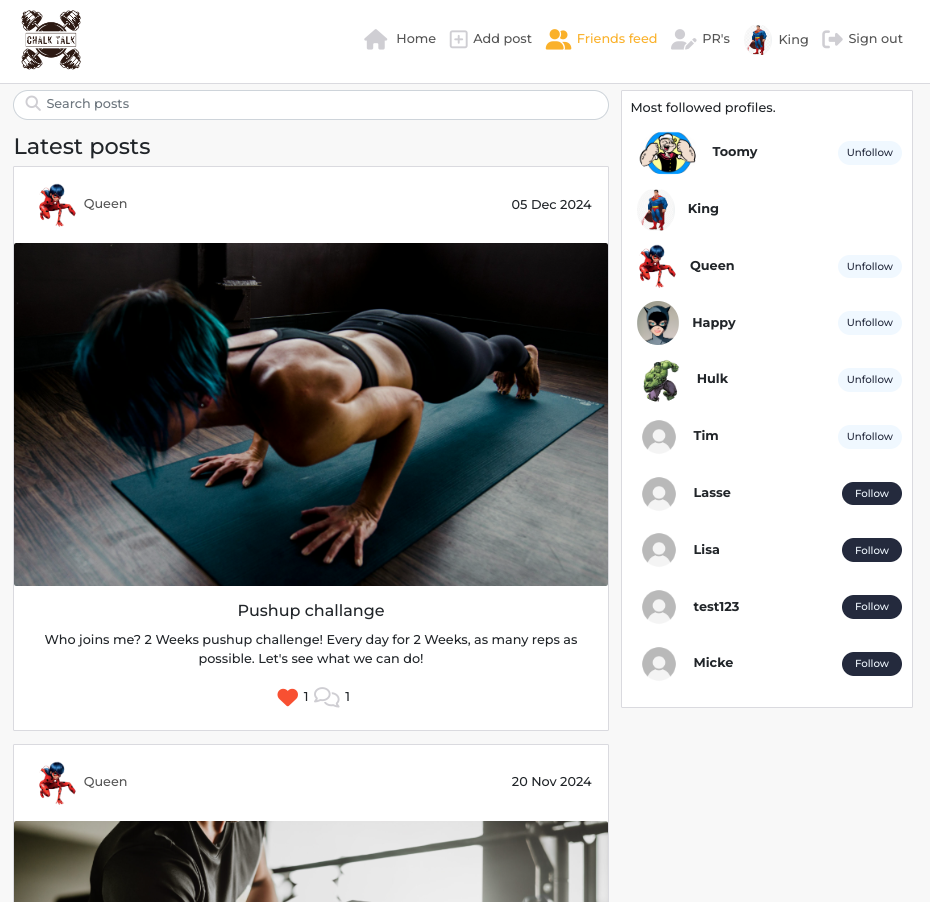 CHALK TALK
Home
Add post
Friends feed
PR's
King
Sign out
Search posts
Latest posts
Queen
05 Dec 2024
Pushup challange
Who joins me? 2 Weeks pushup challenge! Every day for 2 Weeks, as many reps as
possible. Let's see what we can do!
1
1
Queen
20 Nov 2024
Most followed profiles.
Toomy
Unfollow
King
Queen
Unfollow
Happy
Unfollow
Hulk
Unfollow
Tim
Unfollow
Lasse
Follow
Lisa
Follow
test123
Follow
Micke
Follow